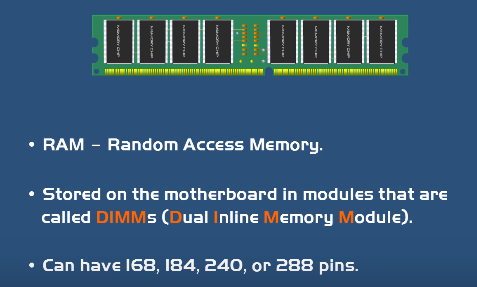 • RAM – Random Access Memory.
• Stored on the motherboard in modules that are
called DIMMs (Dual Inline Memory Module).
• Can have 168, 184, 240, or 288 pins.